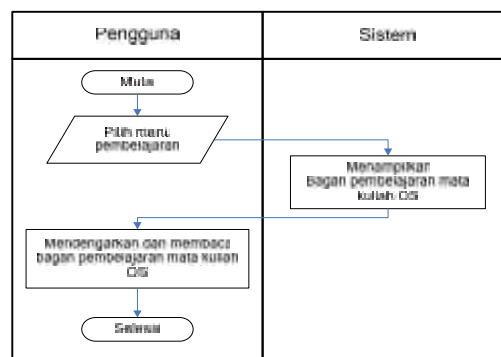 Pengguna
Sistem
Mulai
Pilih menu
pembelajaran
Menampilkan
Bagan pembelajaran mata
kuliah OS
Mendengarkan dan membaca
bagan pembelajaran mata kuliah
OS
Selesai